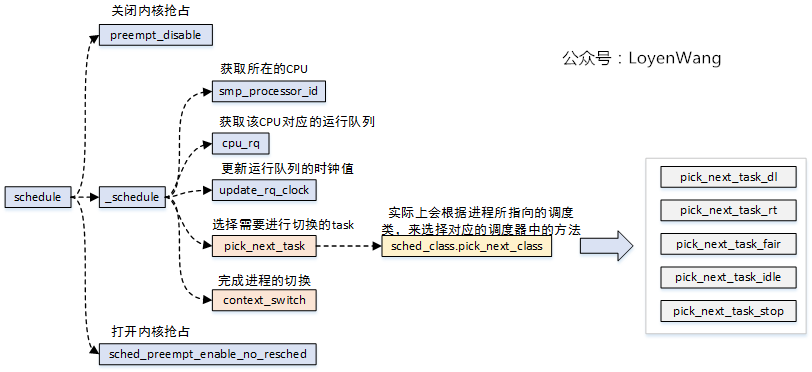 关闭内核抢占
preempt_disable
公众号：LoyenWang
获取所在的CPU
smp_processor_id
获取该CPU对应的运行队列
cpu_rq
更新运行队列的时钟值
update_rq_clock
schedule
_schedule
选择需要进行切换的task
pick_next_task
实际上会根据进程所指向的调度
类，来选择对应的调度器中的方法
sched_class.pick_next_class
完成进程的切换
context_switch
打开内核抢占
sched_preempt_enable_no_resched
pick_next_task_dl
pick_next_task_rt
pick_next_task_fair
pick_next_task_idle
pick_next_task_stop